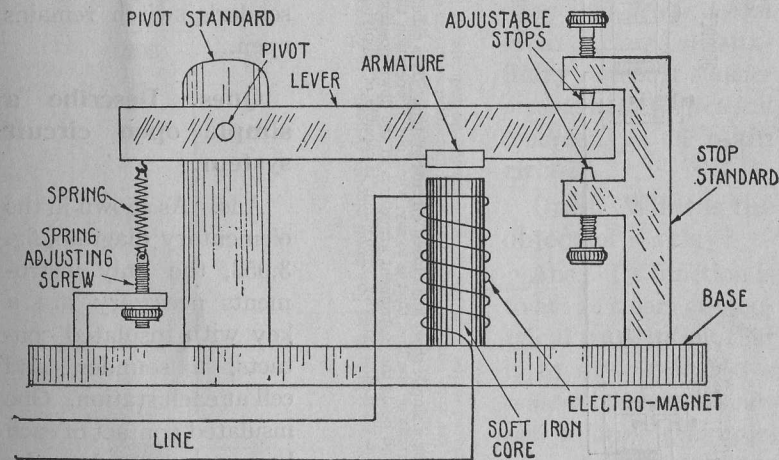 PIVOT STANDARD
PIVOT
LEVER
ARMATURE
ADJUSTABLE
STOPS
STOP
STANDARD
SPRING
SPRING
ADJUSTING
SCREW
BASE
ELECTRO-MAGNET
SOFT IRON
CORE
LINE